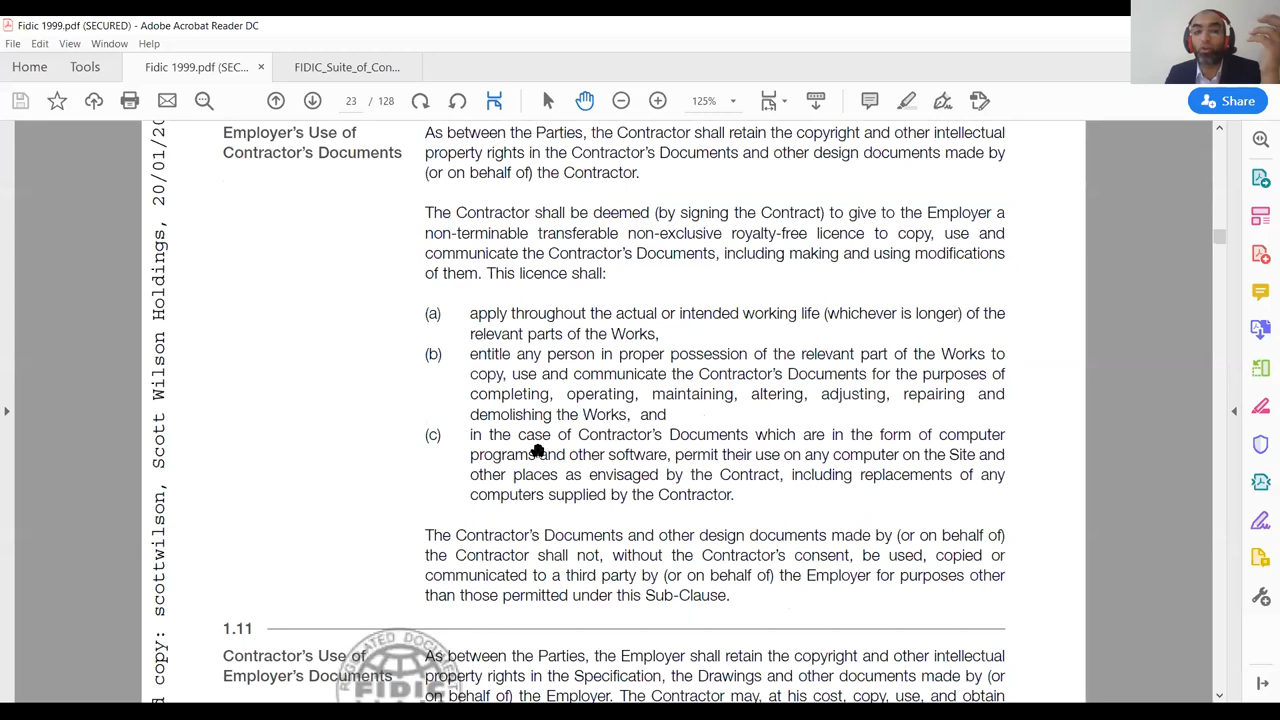 Fidic 1999.pdf (SECURED) - Adobe Acrobat Reader DC
File Edit View Window Help
Home Tools Fidic 1999.pdf (SEC... × FIDIC_Suite_of_Con...
23 / 128 125% Share
Employer's Use of
Contractor's Documents
As between the Parties, the Contractor shall retain the copyright and other intellectual
property rights in the Contractor's Documents and other design documents made by
(or on behalf of) the Contractor.
The Contractor shall be deemed (by signing the Contract) to give to the Employer a
non-terminable transferable non-exclusive royalty-free licence to copy, use and
communicate the Contractor's Documents, including making and using modifications
of them. This licence shall:
(a) apply throughout the actual or intended working life (whichever is longer) of the
relevant parts of the Works,
(b) entitle any person in proper possession of the relevant part of the Works to
copy, use and communicate the Contractor's Documents for the purposes of
completing, operating, maintaining, altering, adjusting, repairing and
demolishing the Works, and
(c) in the case of Contractor's Documents which are in the form of computer
programs and other software, permit their use on any computer on the Site and
other places as envisaged by the Contract, including replacements of any
computers supplied by the Contractor.
The Contractor's Documents and other design documents made by (or on behalf of)
the Contractor shall not, without the Contractor's consent, be used, copied or
communicated to a third party by (or on behalf of) the Employer for purposes other
than those permitted under this Sub-Clause.
1.11
Contractor's Use of
Employer's Documents
As between the Parties, the Employer shall retain the copyright and other intellectual
property rights in the Specification, the Drawings and other documents made by (or
on behalf of) the Employer. The Contractor may, at his cost, copy, use, and obtain
FIDIC
copy: scottwilson, Scott Wilson Holdings, 20/01/20